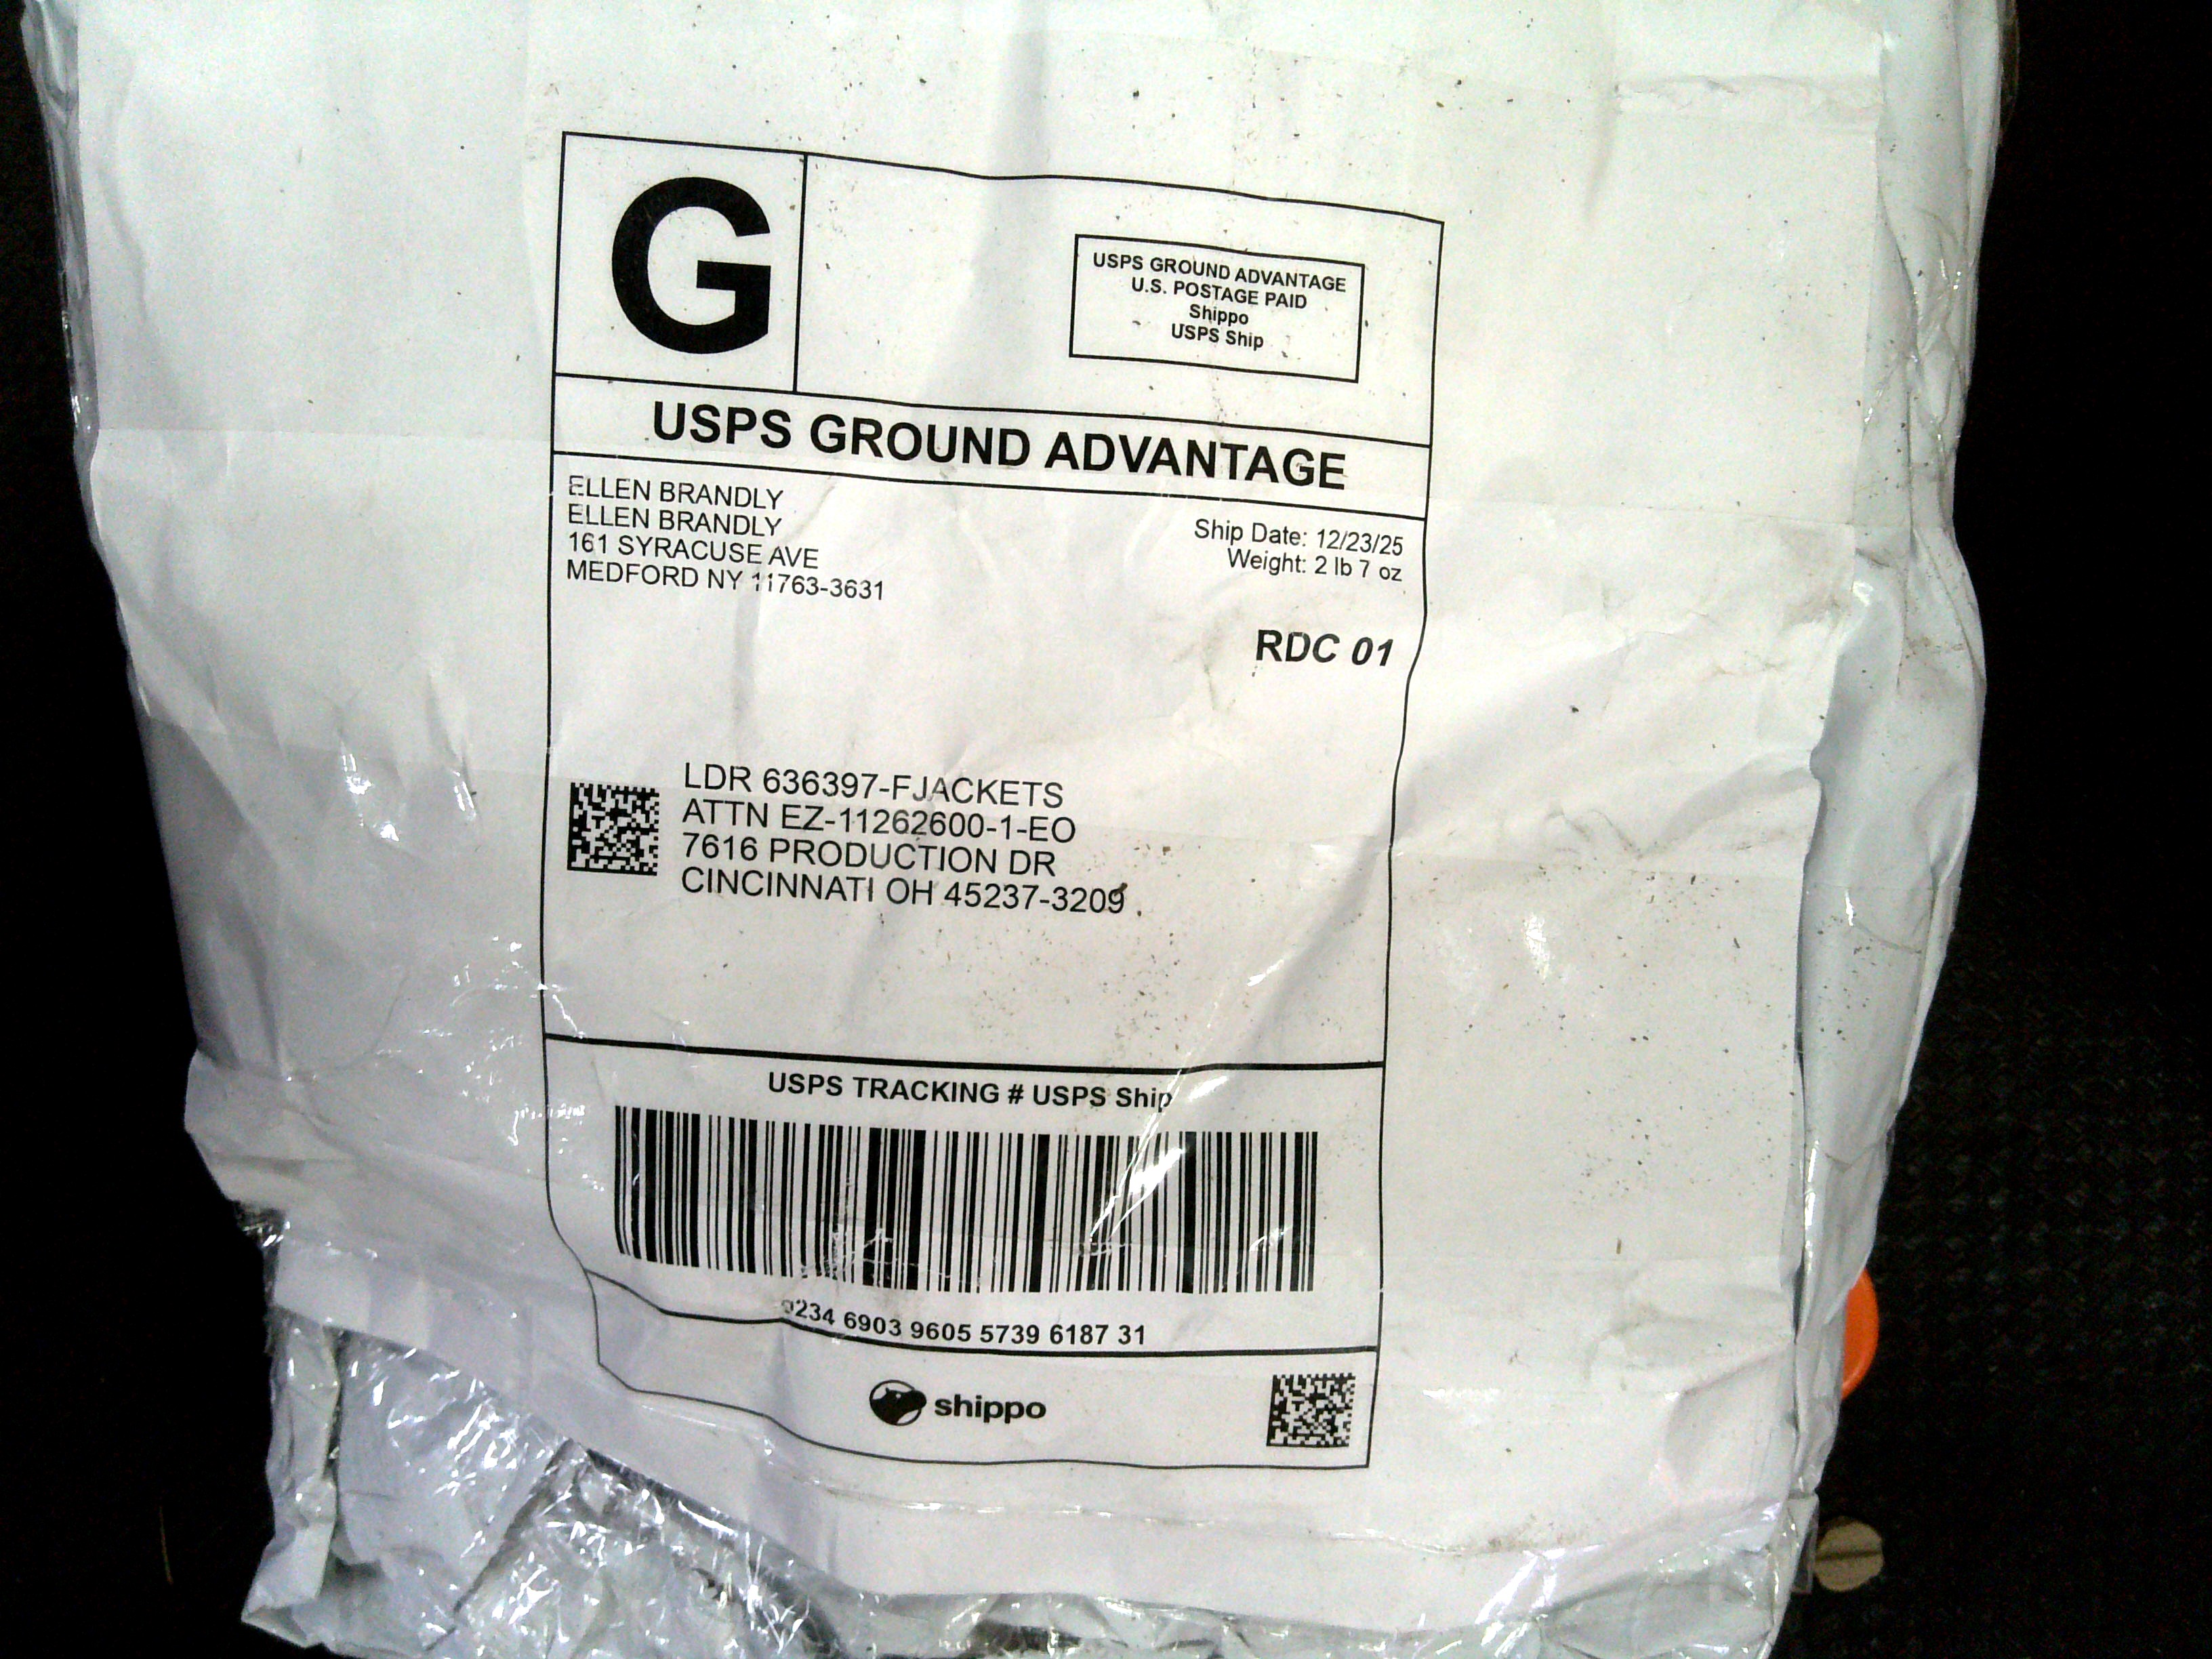 G
USPS GROUND ADVANTAGE
U.S. POSTAGE PAID
Shippo
USPS Ship
USPS GROUND ADVANTAGE
ELLEN BRANDLY
ELLEN BRANDLY
161 SYRACUSE AVE
MEDFORD NY 11763-3631
Ship Date: 12/23/25
Weight: 2 lb 7 oz
RDC 01
LDR 636397-FJACKETS
ATTN EZ-11262600-1-EO
7616 PRODUCTION DR
CINCINNATI OH 45237-3209
USPS TRACKING # USPS Ship
9234 6903 9605 5739 6187 31
shippo